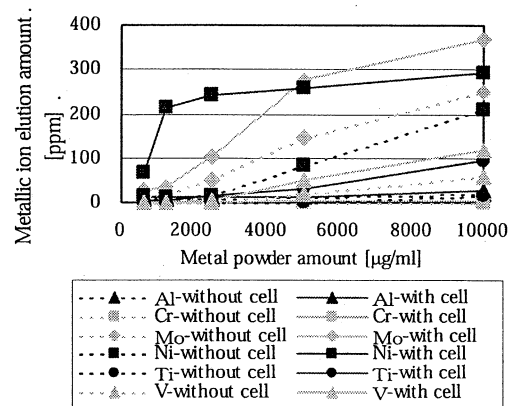 Metallic ion elution amount .
[ppm]
400
300
200
100
0
0 2000 4000 6000 8000 10000
Metal powder amount [µg/ml]
Al-without cell Al-with cell
Cr-without cell Cr-with cell
Mo-without cell Mo-with cell
Ni-without cell Ni-with cell
Ti-without cell Ti-with cell
V-without cell V-with cell